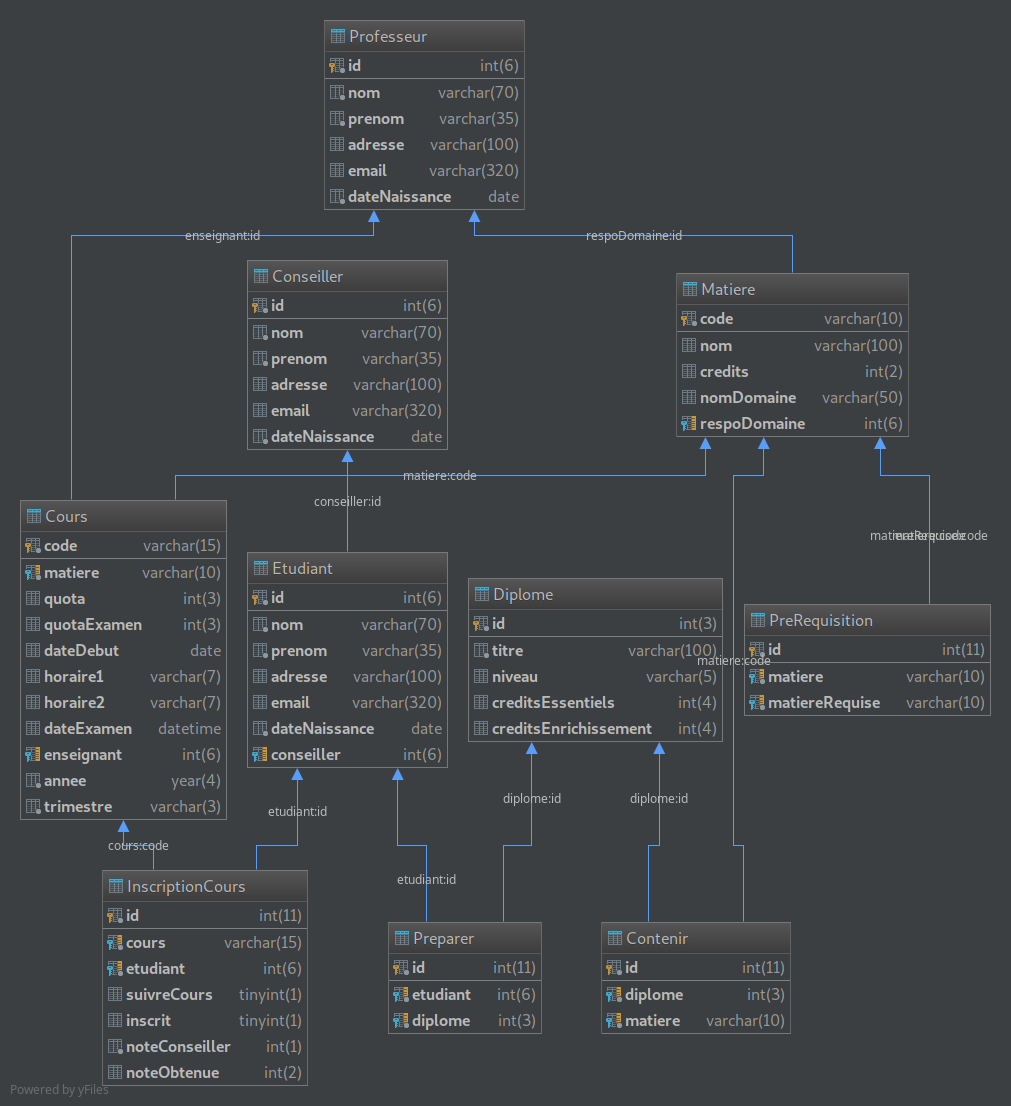 Professeur
id int(6)
nom varchar(70)
prenom varchar(35)
adresse varchar(100)
email varchar(320)
dateNaissance date
enseignant:id
respoDomaine:id
Conseiller
id int(6)
nom varchar(70)
prenom varchar(35)
adresse varchar(100)
email varchar(320)
dateNaissance date
Matiere
code varchar(10)
nom varchar(100)
credits int(2)
nomDomaine varchar(50)
respoDomaine int(6)
matiere:code
conseiller:id
Cours
code varchar(15)
matiere varchar(10)
quota int(3)
quotaExamen int(3)
dateDebut date
horaire1 varchar(7)
horaire2 varchar(7)
dateExamen datetime
enseignant int(6)
annee year(4)
trimestre varchar(3)
Etudiant
id int(6)
nom varchar(70)
prenom varchar(35)
adresse varchar(100)
email varchar(320)
dateNaissance date
conseiller int(6)
Diplome
id int(3)
titre varchar(100)
niveau varchar(5)
creditsEssentiels int(4)
creditsEnrichissement int(4)
matiere:code
PreRequisition
id int(11)
matiere varchar(10)
matiereRequise varchar(10)
etudiant:id
diplome:id
diplome:id
cours:code
etudiant:id
InscriptionCours
id int(11)
cours varchar(15)
etudiant int(6)
suivreCours tinyint(1)
inscrit tinyint(1)
noteConseiller int(1)
noteObtenue int(2)
Preparer
id int(11)
etudiant int(6)
diplome int(3)
Contenir
id int(11)
diplome int(3)
matiere varchar(10)
Powered by yFiles